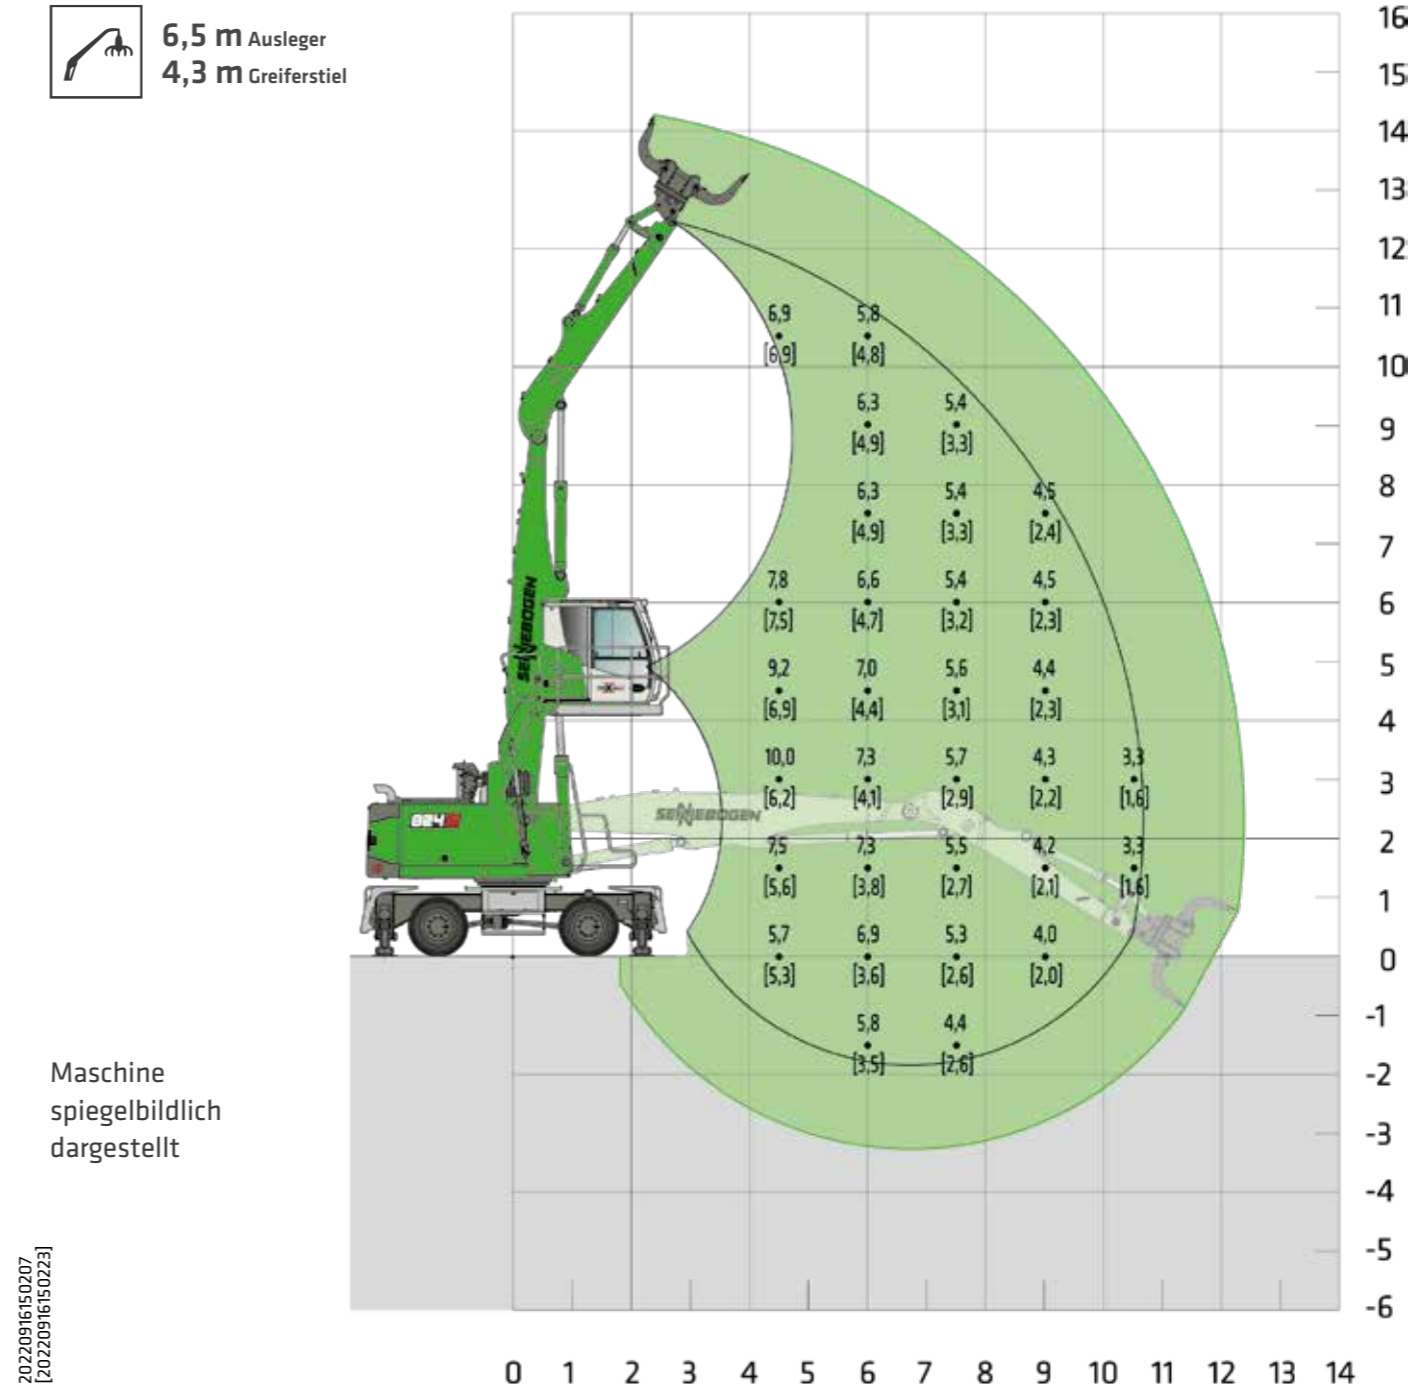 6,5 m Ausleger
4,3 m Greiferstiel
16
15
14
13
12
11
10
9
8
7
6
5
4
3
2
1
0
-1
-2
-3
-4
-5
-6
6,9 5,8
[6,9] [4,8]
6,3 5,4
[4,9] [3,3]
6,3 5,4 4,5
[4,9] [3,3] [2,4]
7,8 6,6 5,4 4,5
[7,5] [4,7] [3,2] [2,3]
9,2 7,0 5,6 4,4
[6,9] [4,4] [3,1] [2,3]
10,0 7,3 5,7 4,3 3,3
[6,2] [4,1] [2,9] [2,2] [1,6]
7,5 7,3 5,5 4,2 3,3
[5,6] [3,8] [2,7] [2,1] [1,6]
5,7 6,9 5,3 4,0
[5,3] [3,6] [2,6] [2,0]
5,8 4,4
[3,5] [2,6]
SENNEBOGEN
SENNEBOGEN
Maschine
spiegelbildlich
dargestellt
20220916150207
[20220916150223]
0 1 2 3 4 5 6 7 8 9 10 11 12 13 14